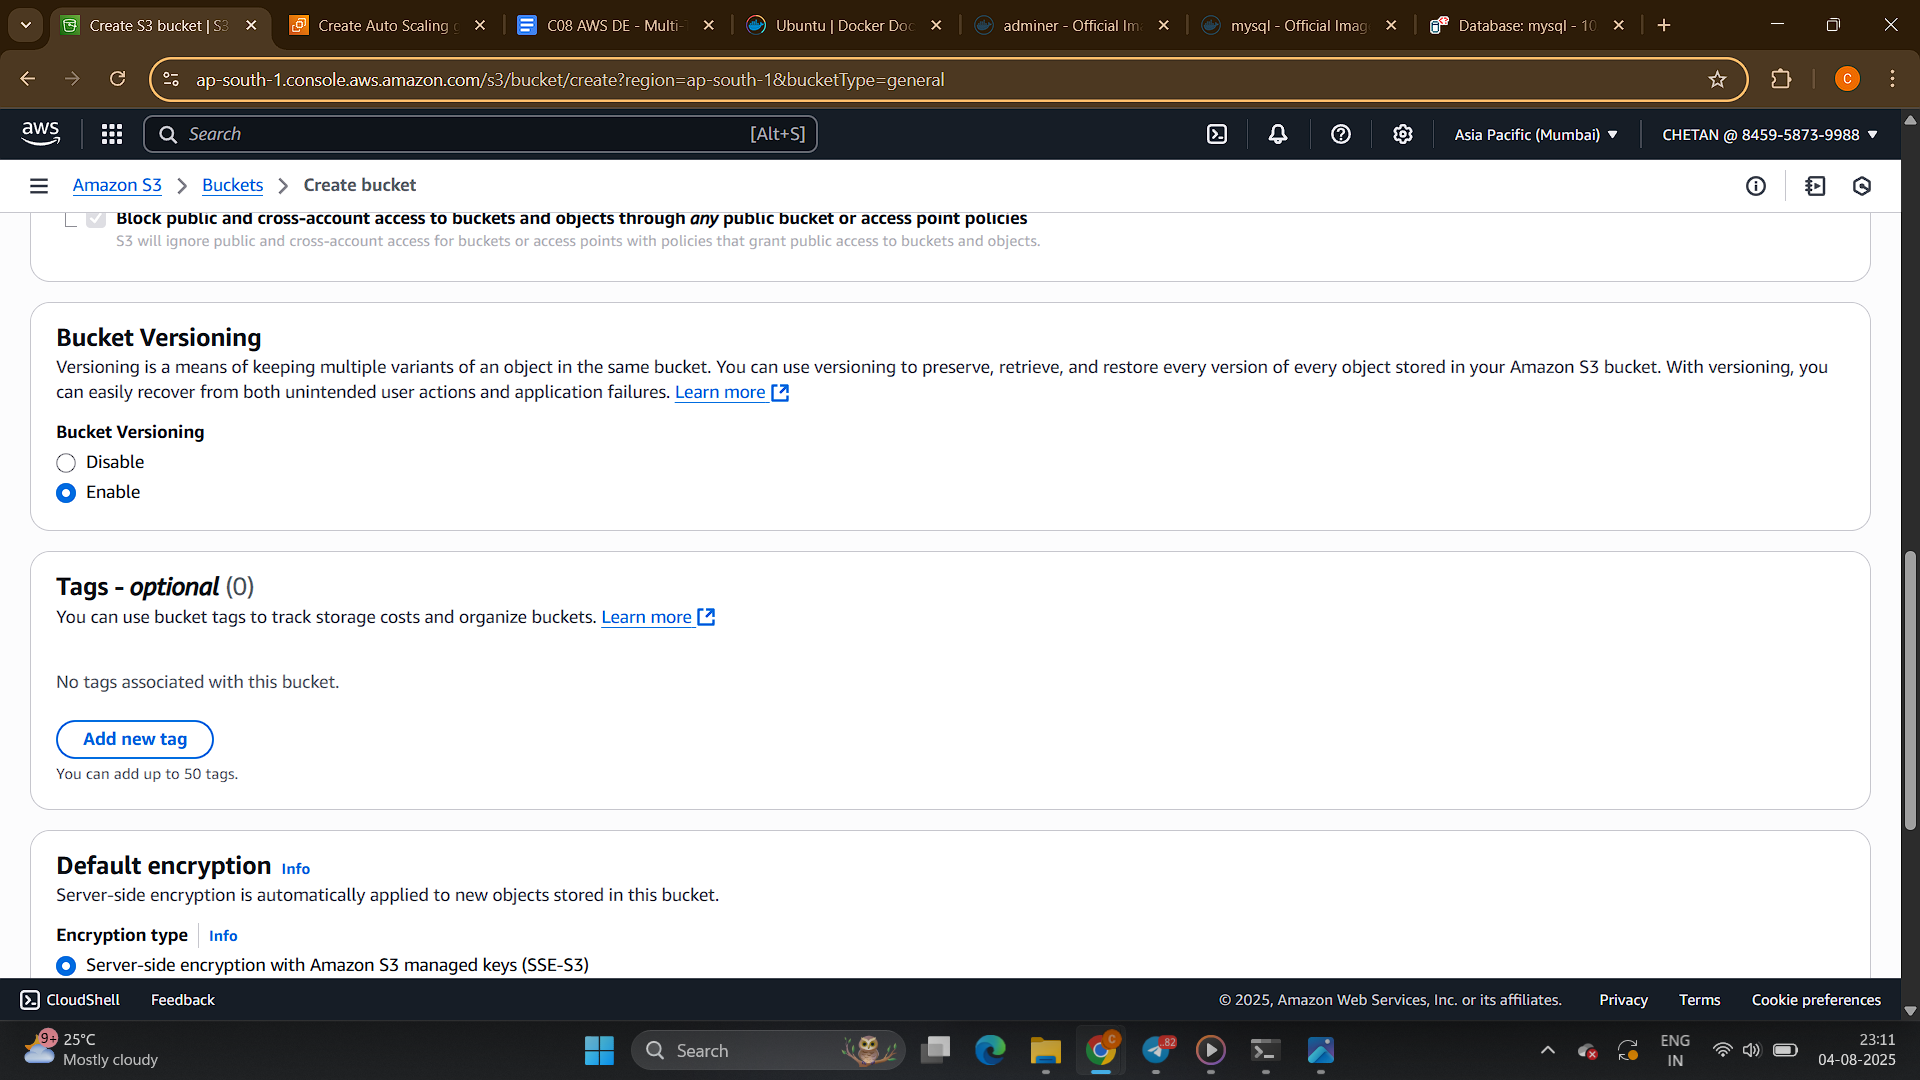 Create S3 bucket | S3
Create Auto Scaling g
C08 AWS DE - Multi-
Ubuntu | Docker Doc
adminer - Official Im
mysql - Official Imag
Database: mysql - 10
ap-south-1.console.aws.amazon.com/s3/bucket/create?region=ap-south-1&bucketType=general
C
aws
Search
[Alt+S]
Asia Pacific (Mumbai)
CHETAN @ 8459-5873-9988
Amazon S3
Buckets
Create bucket
Block public and cross-account access to buckets and objects through any public bucket or access point policies
S3 will ignore public and cross-account access for buckets or access points with policies that grant public access to buckets and objects.
Bucket Versioning
Versioning is a means of keeping multiple variants of an object in the same bucket. You can use versioning to preserve, retrieve, and restore every version of every object stored in your Amazon S3 bucket. With versioning, you
can easily recover from both unintended user actions and application failures. Learn more
Bucket Versioning
Disable
Enable
Tags - optional (0)
You can use bucket tags to track storage costs and organize buckets. Learn more
No tags associated with this bucket.
Add new tag
You can add up to 50 tags.
Default encryption Info
Server-side encryption is automatically applied to new objects stored in this bucket.
Encryption type
Info
Server-side encryption with Amazon S3 managed keys (SSE-S3)
CloudShell
Feedback
© 2025, Amazon Web Services, Inc. or its affiliates.
Privacy
Terms
Cookie preferences
9+
25°C
Mostly cloudy
Search
C
82
ENG
IN
23:11
04-08-2025